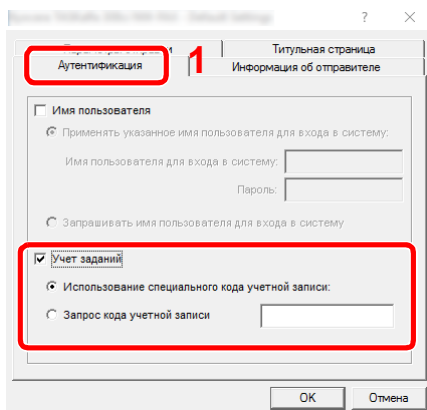 Default Settings
? ×
Титульная страница
Аутентификация
1
Информация об отправителе
Имя пользователя
Применять указанное имя пользователя для входа в систему:
Имя пользователя для входа в систему:
Пароль:
Запрашивать имя пользователя для входа в систему
Учет заданий
Использование специального кода учетной записи:
Запрос кода учетной записи
OK
Отмена